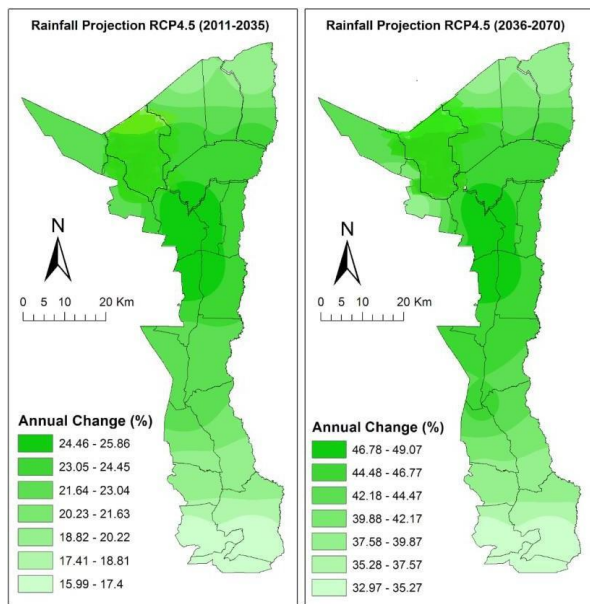 Rainfall Projection RCP4.5 (2011-2035)
N
0 5 10 20 Km
Annual Change (%)
24.46 - 25.86
23.05 - 24.45
21.64 - 23.04
20.23 - 21.63
18.82 - 20.22
17.41 - 18.81
15.99 - 17.4
Rainfall Projection RCP4.5 (2036-2070)
N
0 5 10 20 Km
Annual Change (%)
46.78 - 49.07
44.48 - 46.77
42.18 - 44.47
39.88 - 42.17
37.58 - 39.87
35.28 - 37.57
32.97 - 35.27